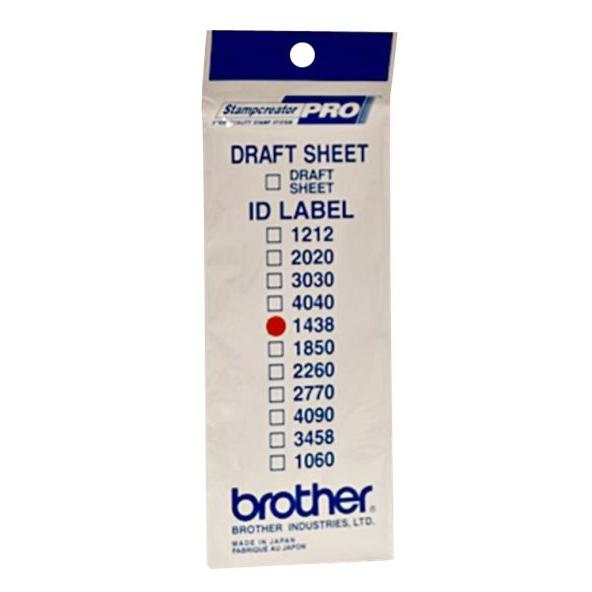 Stampcreator PRO
DRAFT SHEET
DRAFT
SHEET
ID LABEL
1212
2020
3030
4040
1438
1850
2260
2770
4090
3458
1060
brother®
BROTHER INDUSTRIES, LTD.
MADE IN JAPAN
FABRIQUÉ AU JAPON